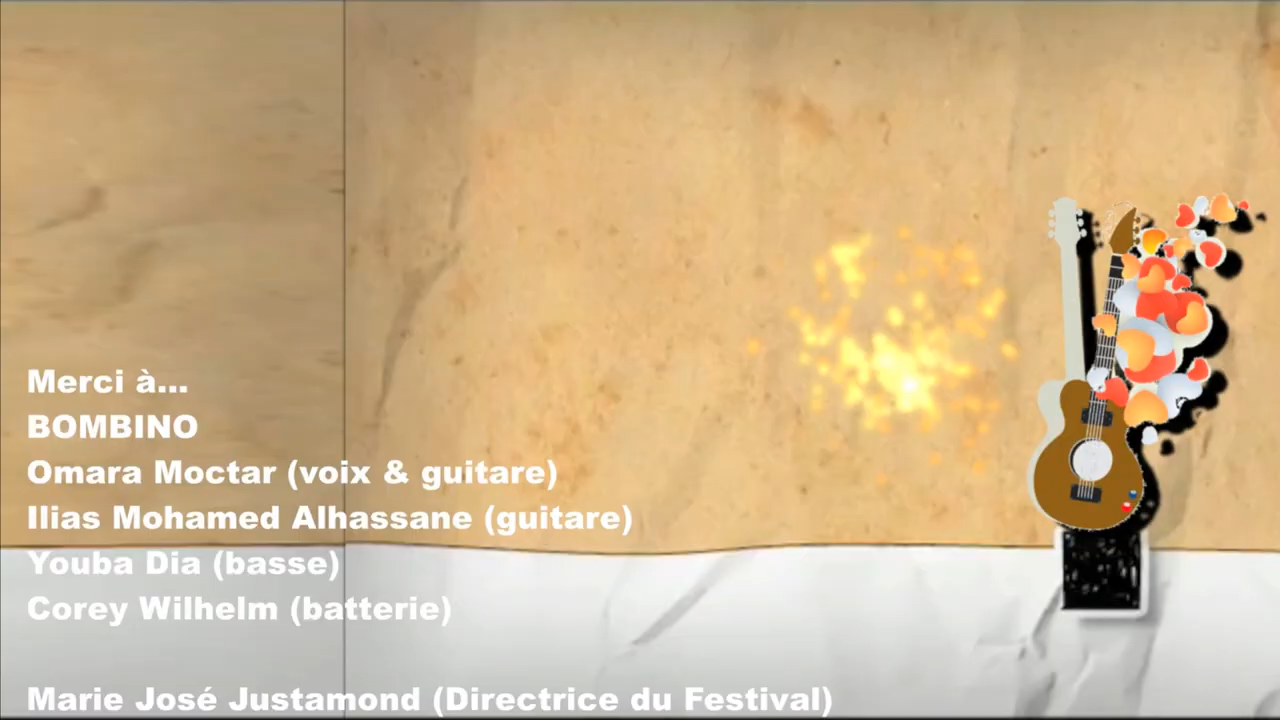 Merci à...
BOMBINO
Omara Moctar (voix & guitare)
Ilias Mohamed Alhassane (guitare)
Youba Dia (basse)
Corey Wilhelm (batterie)
Marie José Justamond (Directrice du Festival)